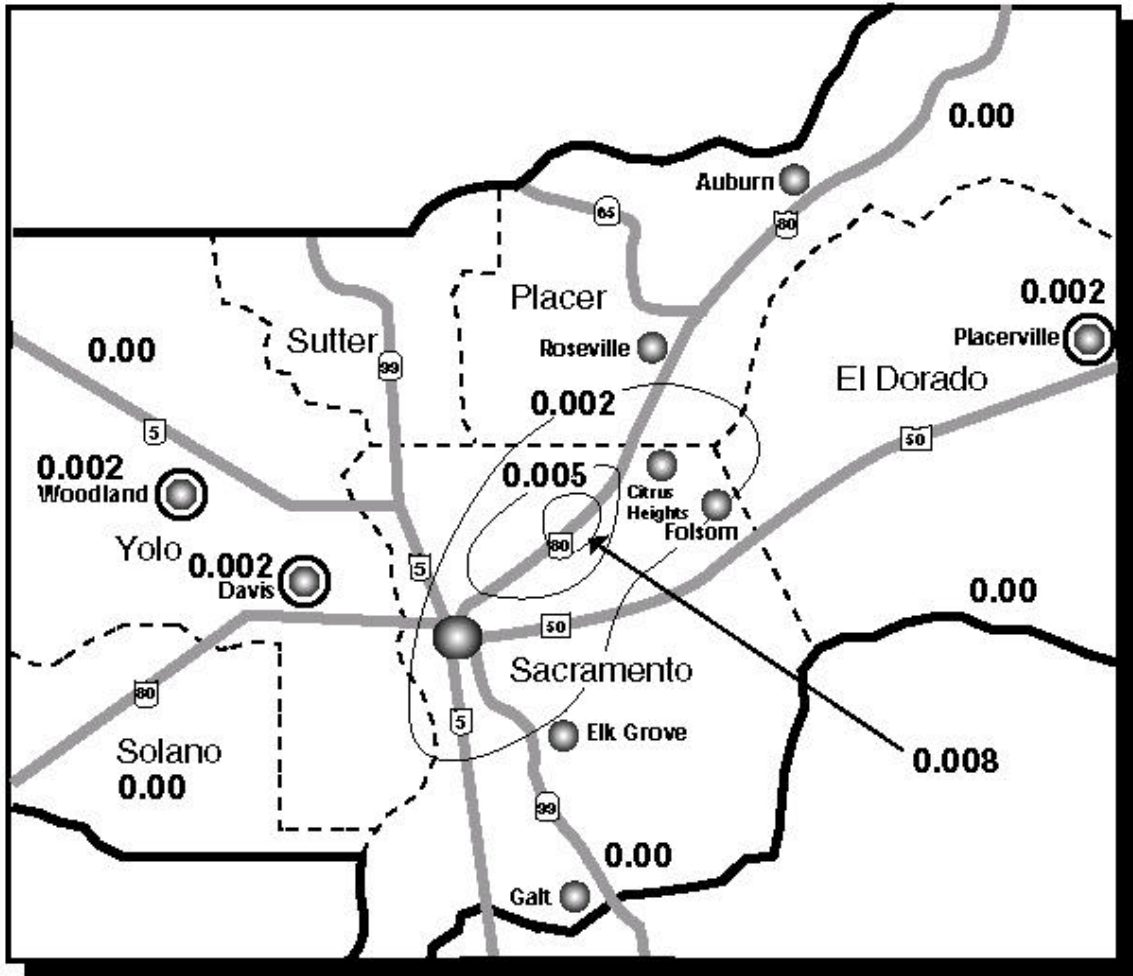 0.00
Auburn
65
80
Placer
0.002
Sutter
Placerville
0.00
Roseville
99
El Dorado
0.002
5
50
0.002
0.005
Woodland
Citrus
Heights
Folsom
Yolo
80
0.002
5
Davis
0.00
50
Sacramento
80
5
Elk Grove
Solano
0.008
0.00
99
0.00
Galt